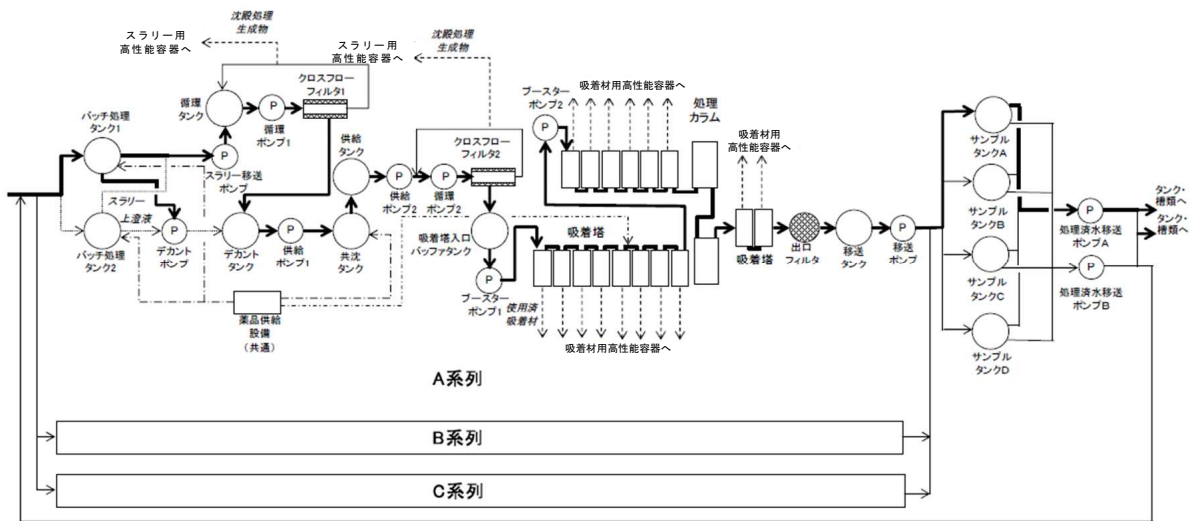 沈殿処理
生成物
スラリー用
高性能容器へ
沈殿処理
生成物
スラリー用
高性能容器へ
循環
タンク
P
循環
ポンプ1
クロスフロー
フィルタ1
バッチ処理
タンク1
P
スラリー移送
ポンプ
スラリー
上澄液
バッチ処理
タンク2
P
デカント
ポンプ
デカント
タンク
P
供給
ポンプ1
共沈
タンク
供給
タンク
P
供給
ポンプ2
P
循環
ポンプ2
クロスフロー
フィルタ2
薬品供給
設備
(共通)
吸着塔入口
バッファタンク
P
ブースター
ポンプ1
ブースター
ポンプ2
P
吸着材用高性能容器へ
処理
カラム
吸着塔
使用済
吸着材
吸着材用高性能容器へ
吸着材用
高性能容器へ
吸着塔
出口
フィルタ
移送
タンク
P
移送
ポンプ
サンプル
タンクA
サンプル
タンクB
サンプル
タンクC
サンプル
タンクD
P
処理済水移送
ポンプA
P
処理済水移送
ポンプB
タンク・
槽類へ
タンク・
槽類へ
A系列
B系列
C系列